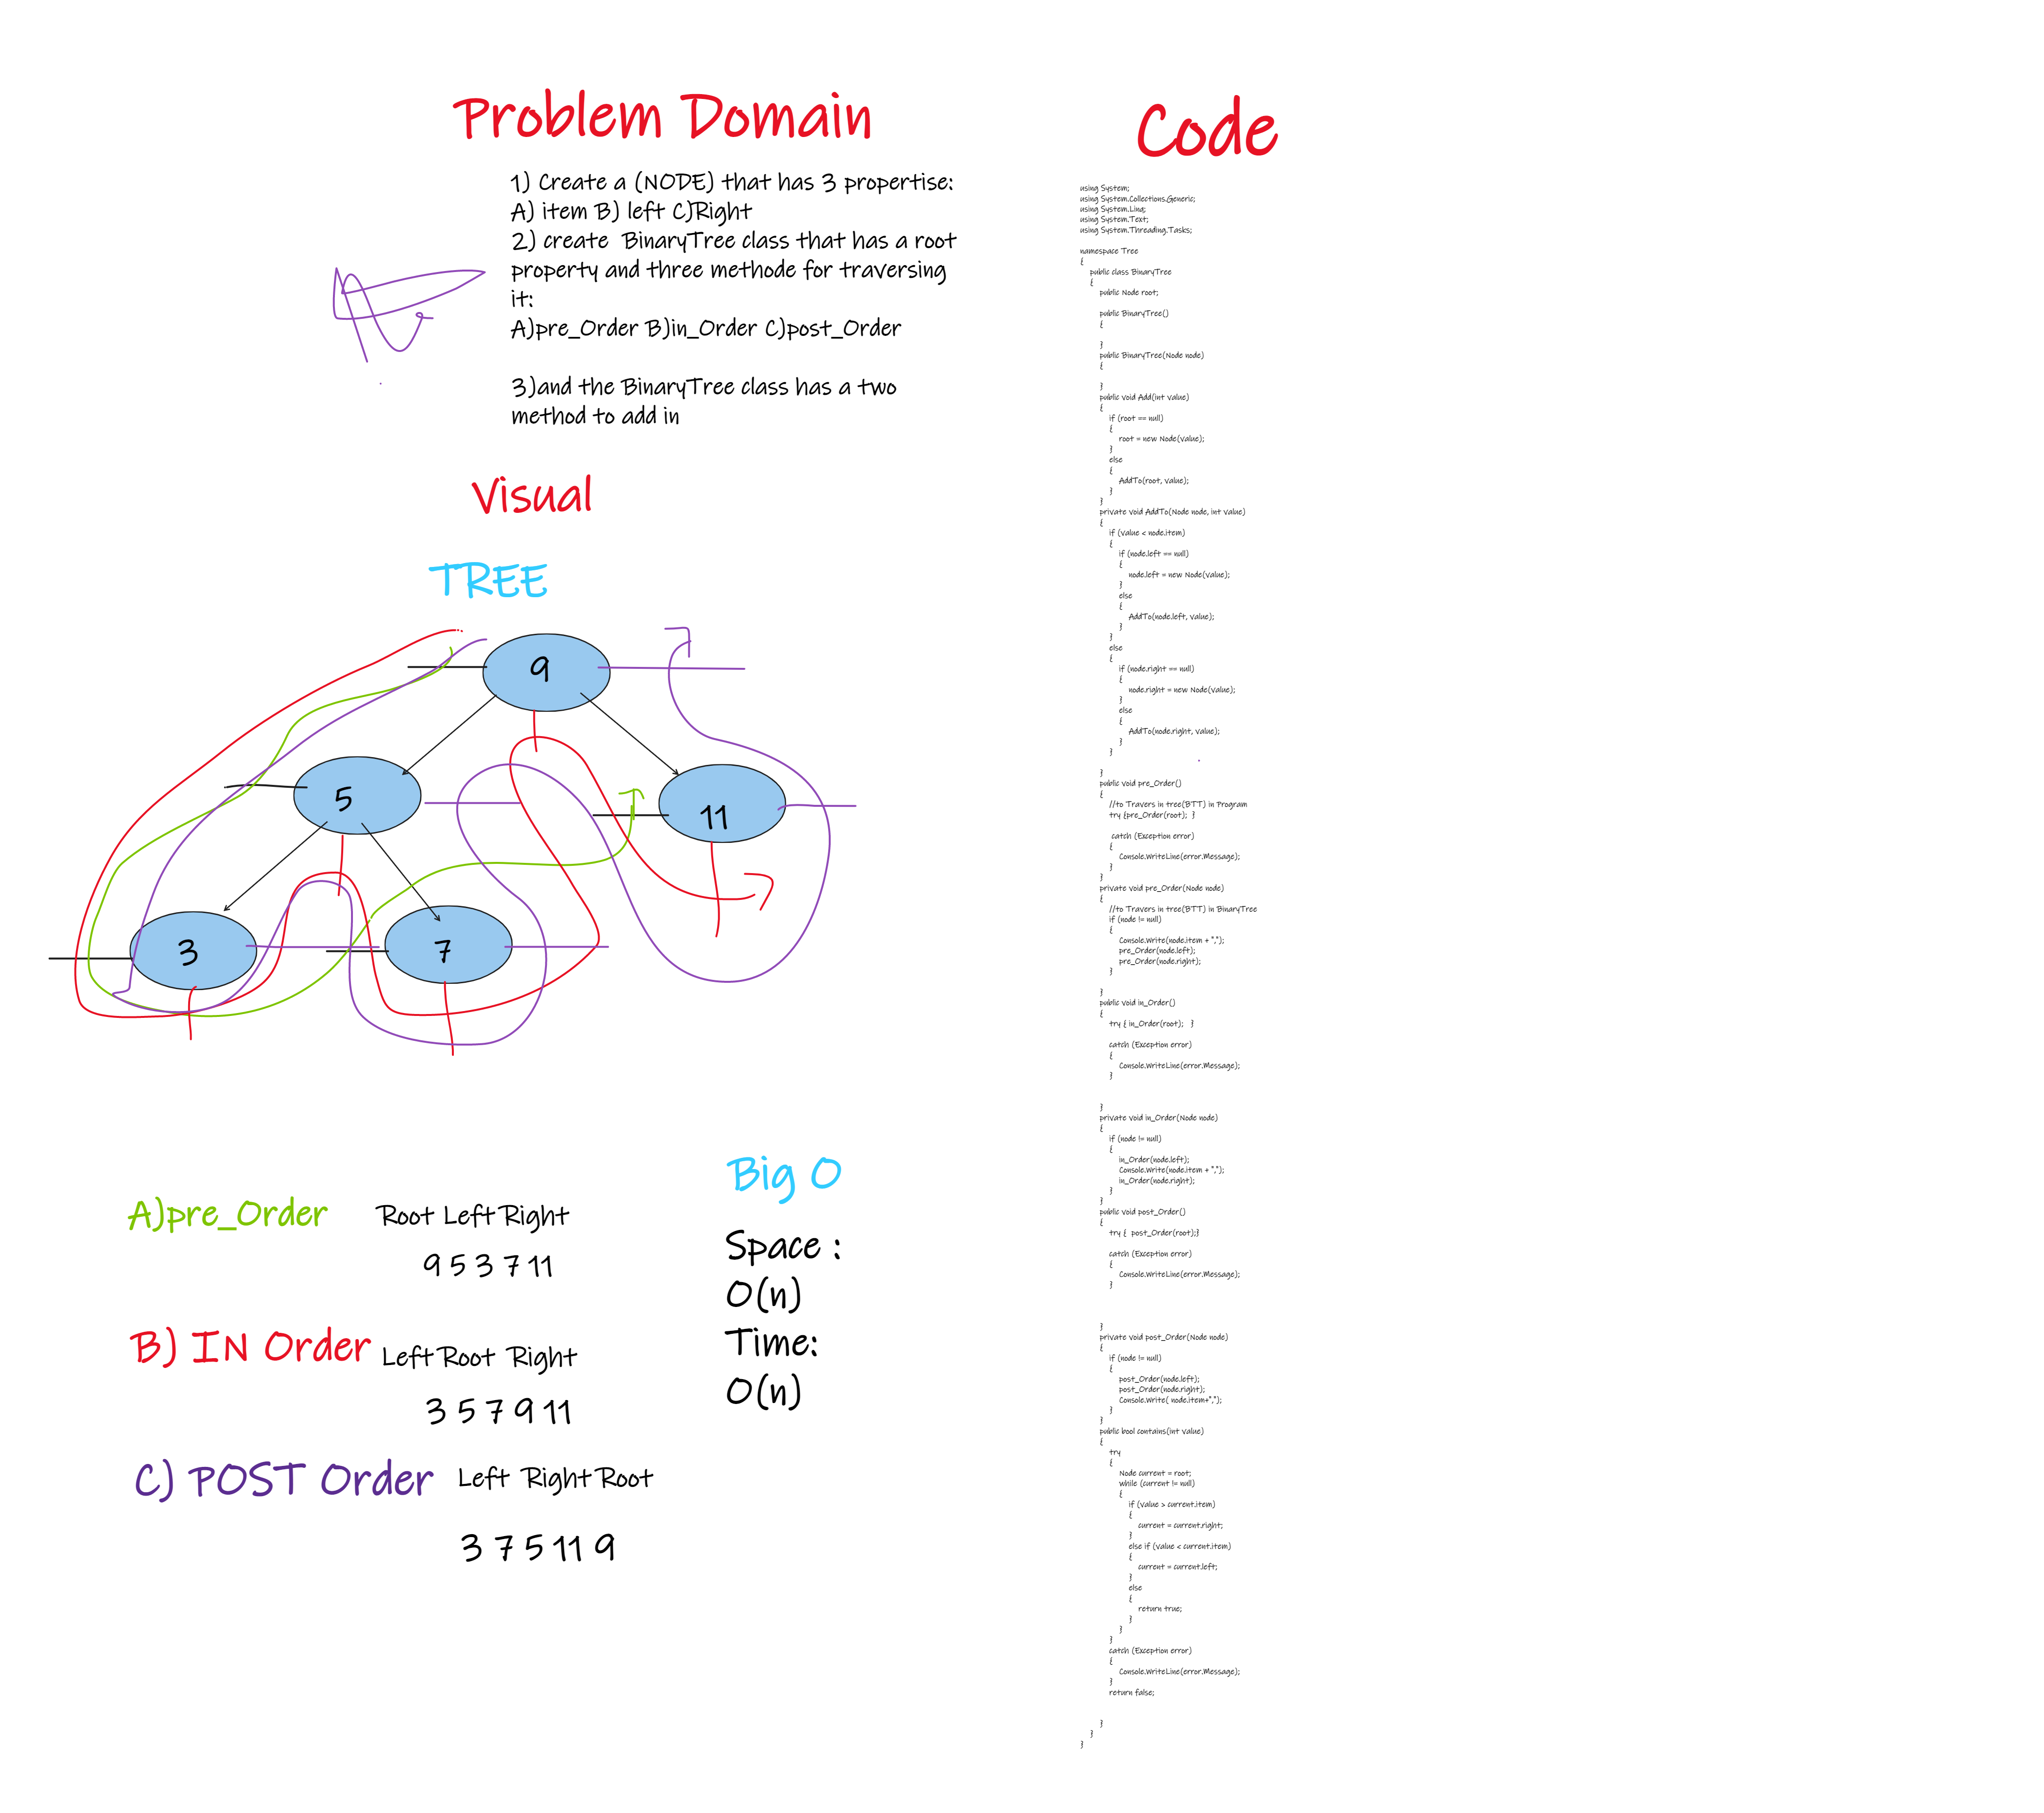 Problem Domain
1) Create a (NODE) that has 3 propertise:
A) item B) left C)Right
2) create BinaryTree class that has a root
property and three methode for traversing
it:
A)pre_Order B)in_Order C)post_Order
3)and the BinaryTree class has a two
method to add in
Visual
TREE
9
5
11
3
7
A)pre_Order
Root Left Right
9 5 3 7 11
B) IN Order
Left Root Right
3 5 7 9 11
C) POST Order
Left Right Root
3 7 5 11 9
Big O
Space :
O(n)
Time:
O(n)
Code
using System;
using System.Collections.Generic;
using System.Linq;
using System.Text;
using System.Threading.Tasks;
namespace Tree
{
public class BinaryTree
{
public Node root;
public BinaryTree()
{
}
public BinaryTree(Node node)
{
}
public void Add(int value)
{
if (root == null)
{
root = new Node(value);
}
else
{
AddTo(root, value);
}
}
private void AddTo(Node node, int value)
{
if (value < node.item)
{
if (node.left == null)
{
node.left = new Node(value);
}
else
{
AddTo(node.left, value);
}
}
else
{
if (node.right == null)
{
node.right = new Node(value);
}
else
{
AddTo(node.right, value);
}
}
}
public void pre_Order()
{
//to Travers in tree(BTT) in Program
try {pre_Order(root); }
catch (Exception error)
{
Console.WriteLine(error.Message);
}
}
private void pre_Order(Node node)
{
//to Travers in tree(BTT) in BinaryTree
if (node != null)
{
Console.Write(node.item + ",");
pre_Order(node.left);
pre_Order(node.right);
}
}
public void in_Order()
{
try { in_Order(root); }
catch (Exception error)
{
Console.WriteLine(error.Message);
}
}
private void in_Order(Node node)
{
if (node != null)
{
in_Order(node.left);
Console.Write(node.item + ",");
in_Order(node.right);
}
}
public void post_Order()
{
try { post_Order(root);}
catch (Exception error)
{
Console.WriteLine(error.Message);
}
}
private void post_Order(Node node)
{
if (node != null)
{
post_Order(node.left);
post_Order(node.right);
Console.Write( node.item+",");
}
}
public bool contains(int value)
{
try
{
Node current = root;
while (current != null)
{
if (value > current.item)
{
current = current.right;
}
else if (value < current.item)
{
current = current.left;
}
else
{
return true;
}
}
}
catch (Exception error)
{
Console.WriteLine(error.Message);
}
return false;
}
}
}